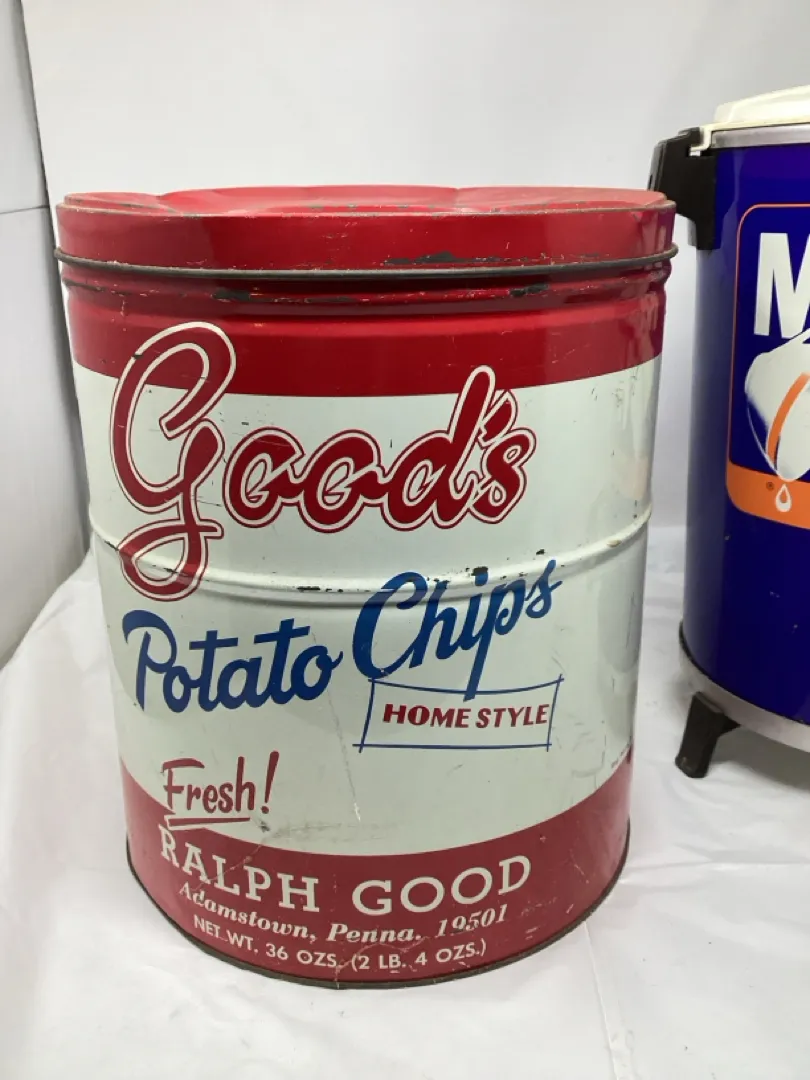 Good's
Potato Chips
HOME STYLE
Fresh!
RALPH GOOD
Adamstown, Penna. 19501
NET WT. 36 OZS. (2 LB. 4 OZS.)
M
®